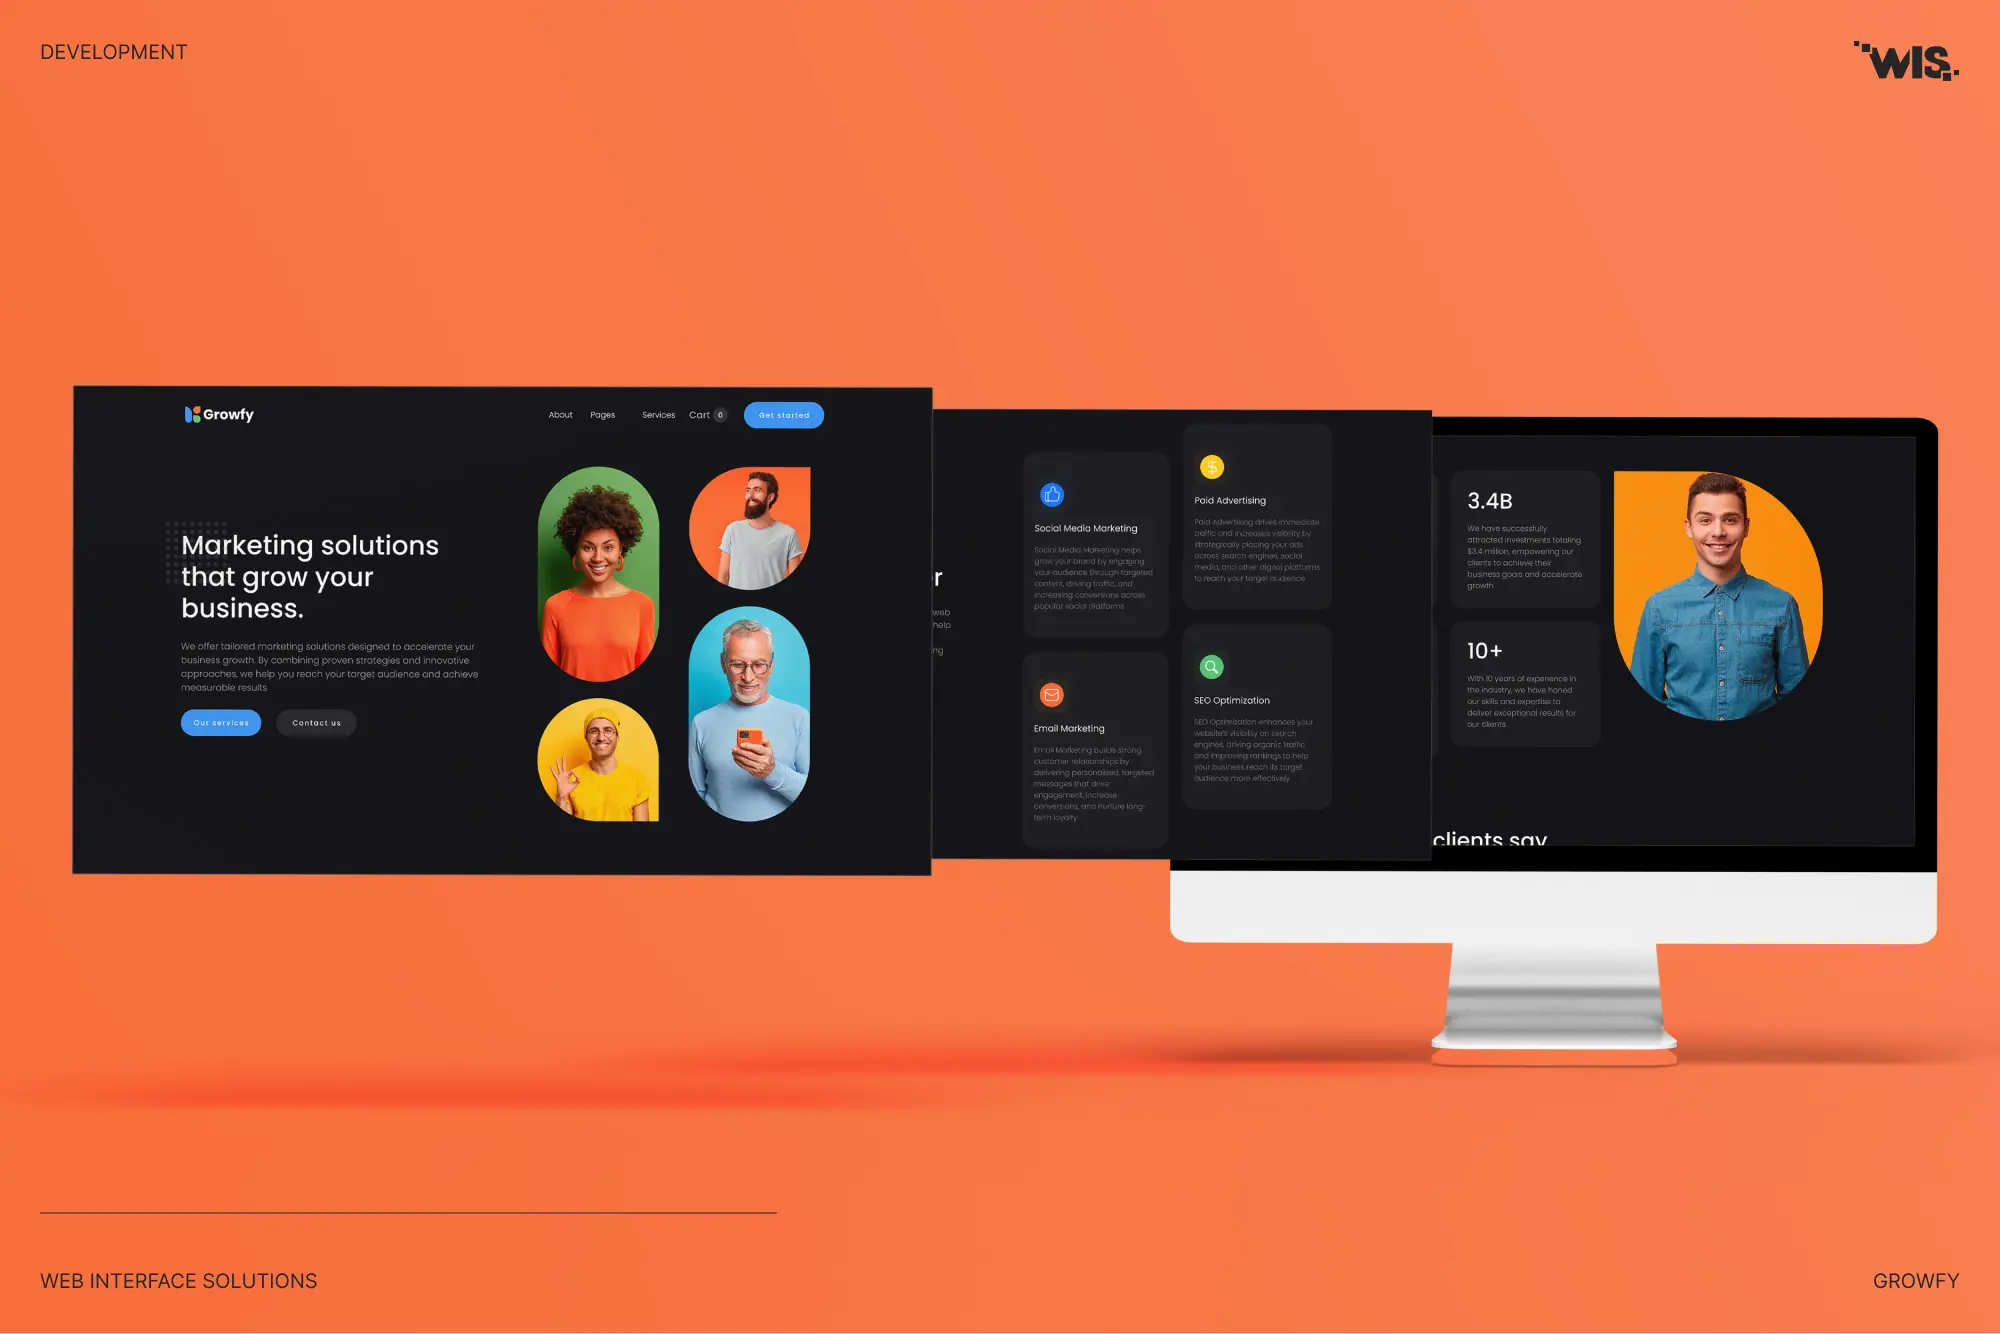 DEVELOPMENT
WIS.
Growfy
About
Pages
Services
Cart 0
Get started
Marketing solutions
that grow your
business.
We offer tailored marketing solutions designed to accelerate your
business growth. By combining proven strategies and innovative
approaches, we help you reach your target audience and achieve
measurable results
Our services
Contact us
r
web
help
ng
Social Media Marketing
Social Media Marketing helps
grow your brand by engaging
your audience through targeted
content, driving traffic, and
increasing conversions across
popular social platforms
Email Marketing
Email Marketing builds strong
customer relationships by
delivering personalized, targeted
messages that drive
engagement, increase
conversions, and nurture long-
term loyalty
Paid Advertising
Paid Advertising drives immediate
traffic and increases visibility by
strategically placing your ads
across search engines, social
media, and other digital platforms
to reach your target audience
SEO Optimization
SEO Optimization enhances your
website's visibility on search
engines, driving organic traffic
and improving rankings to help
your business reach its target
audience more effectively
3.4B
We have successfully
attracted investments totaling
$3.4 million, empowering our
clients to achieve their
business goals and accelerate
growth
10+
With 10 years of experience in
the industry, we have honed
our skills and expertise to
deliver exceptional results for
our clients
clients say
WEB INTERFACE SOLUTIONS
GROWFY